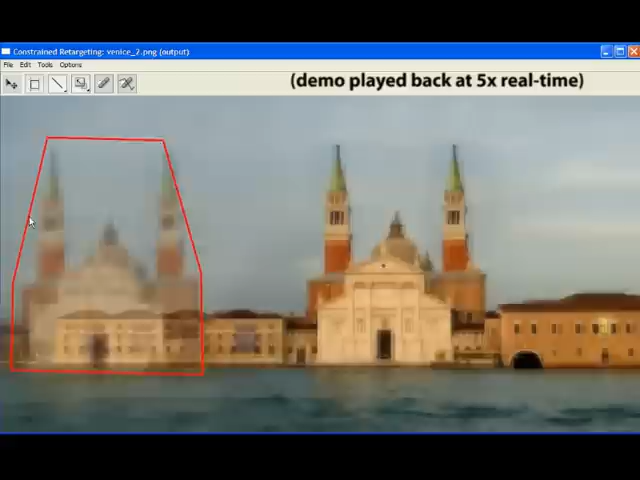 Constrained Retargeting: venice_2.png (output)
File Edit Tools Options
(demo played back at 5x real-time)